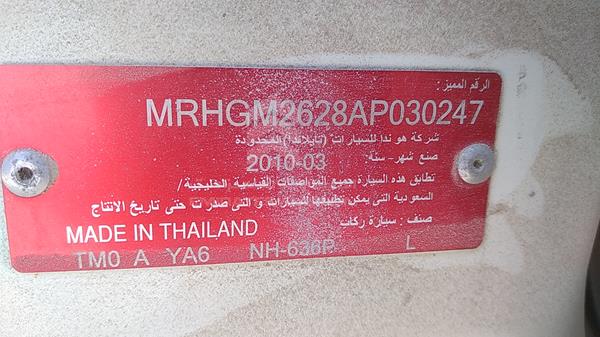 الرقم المميز :
MRHGM2628AP030247
شركة هوندا للسيارات (تايلاند) المحدودة
صنع شهر- سنة: 03-2010
تطابق هذه السيارة جميع المواصفات القياسية الخليجية/
السعودية التي يمكن تطبيقها للسيارات و التي صدرت حتى تاريخ الانتاج
صنف : سيارة ركاب
MADE IN THAILAND
TM0 A YA6 NH-636P L